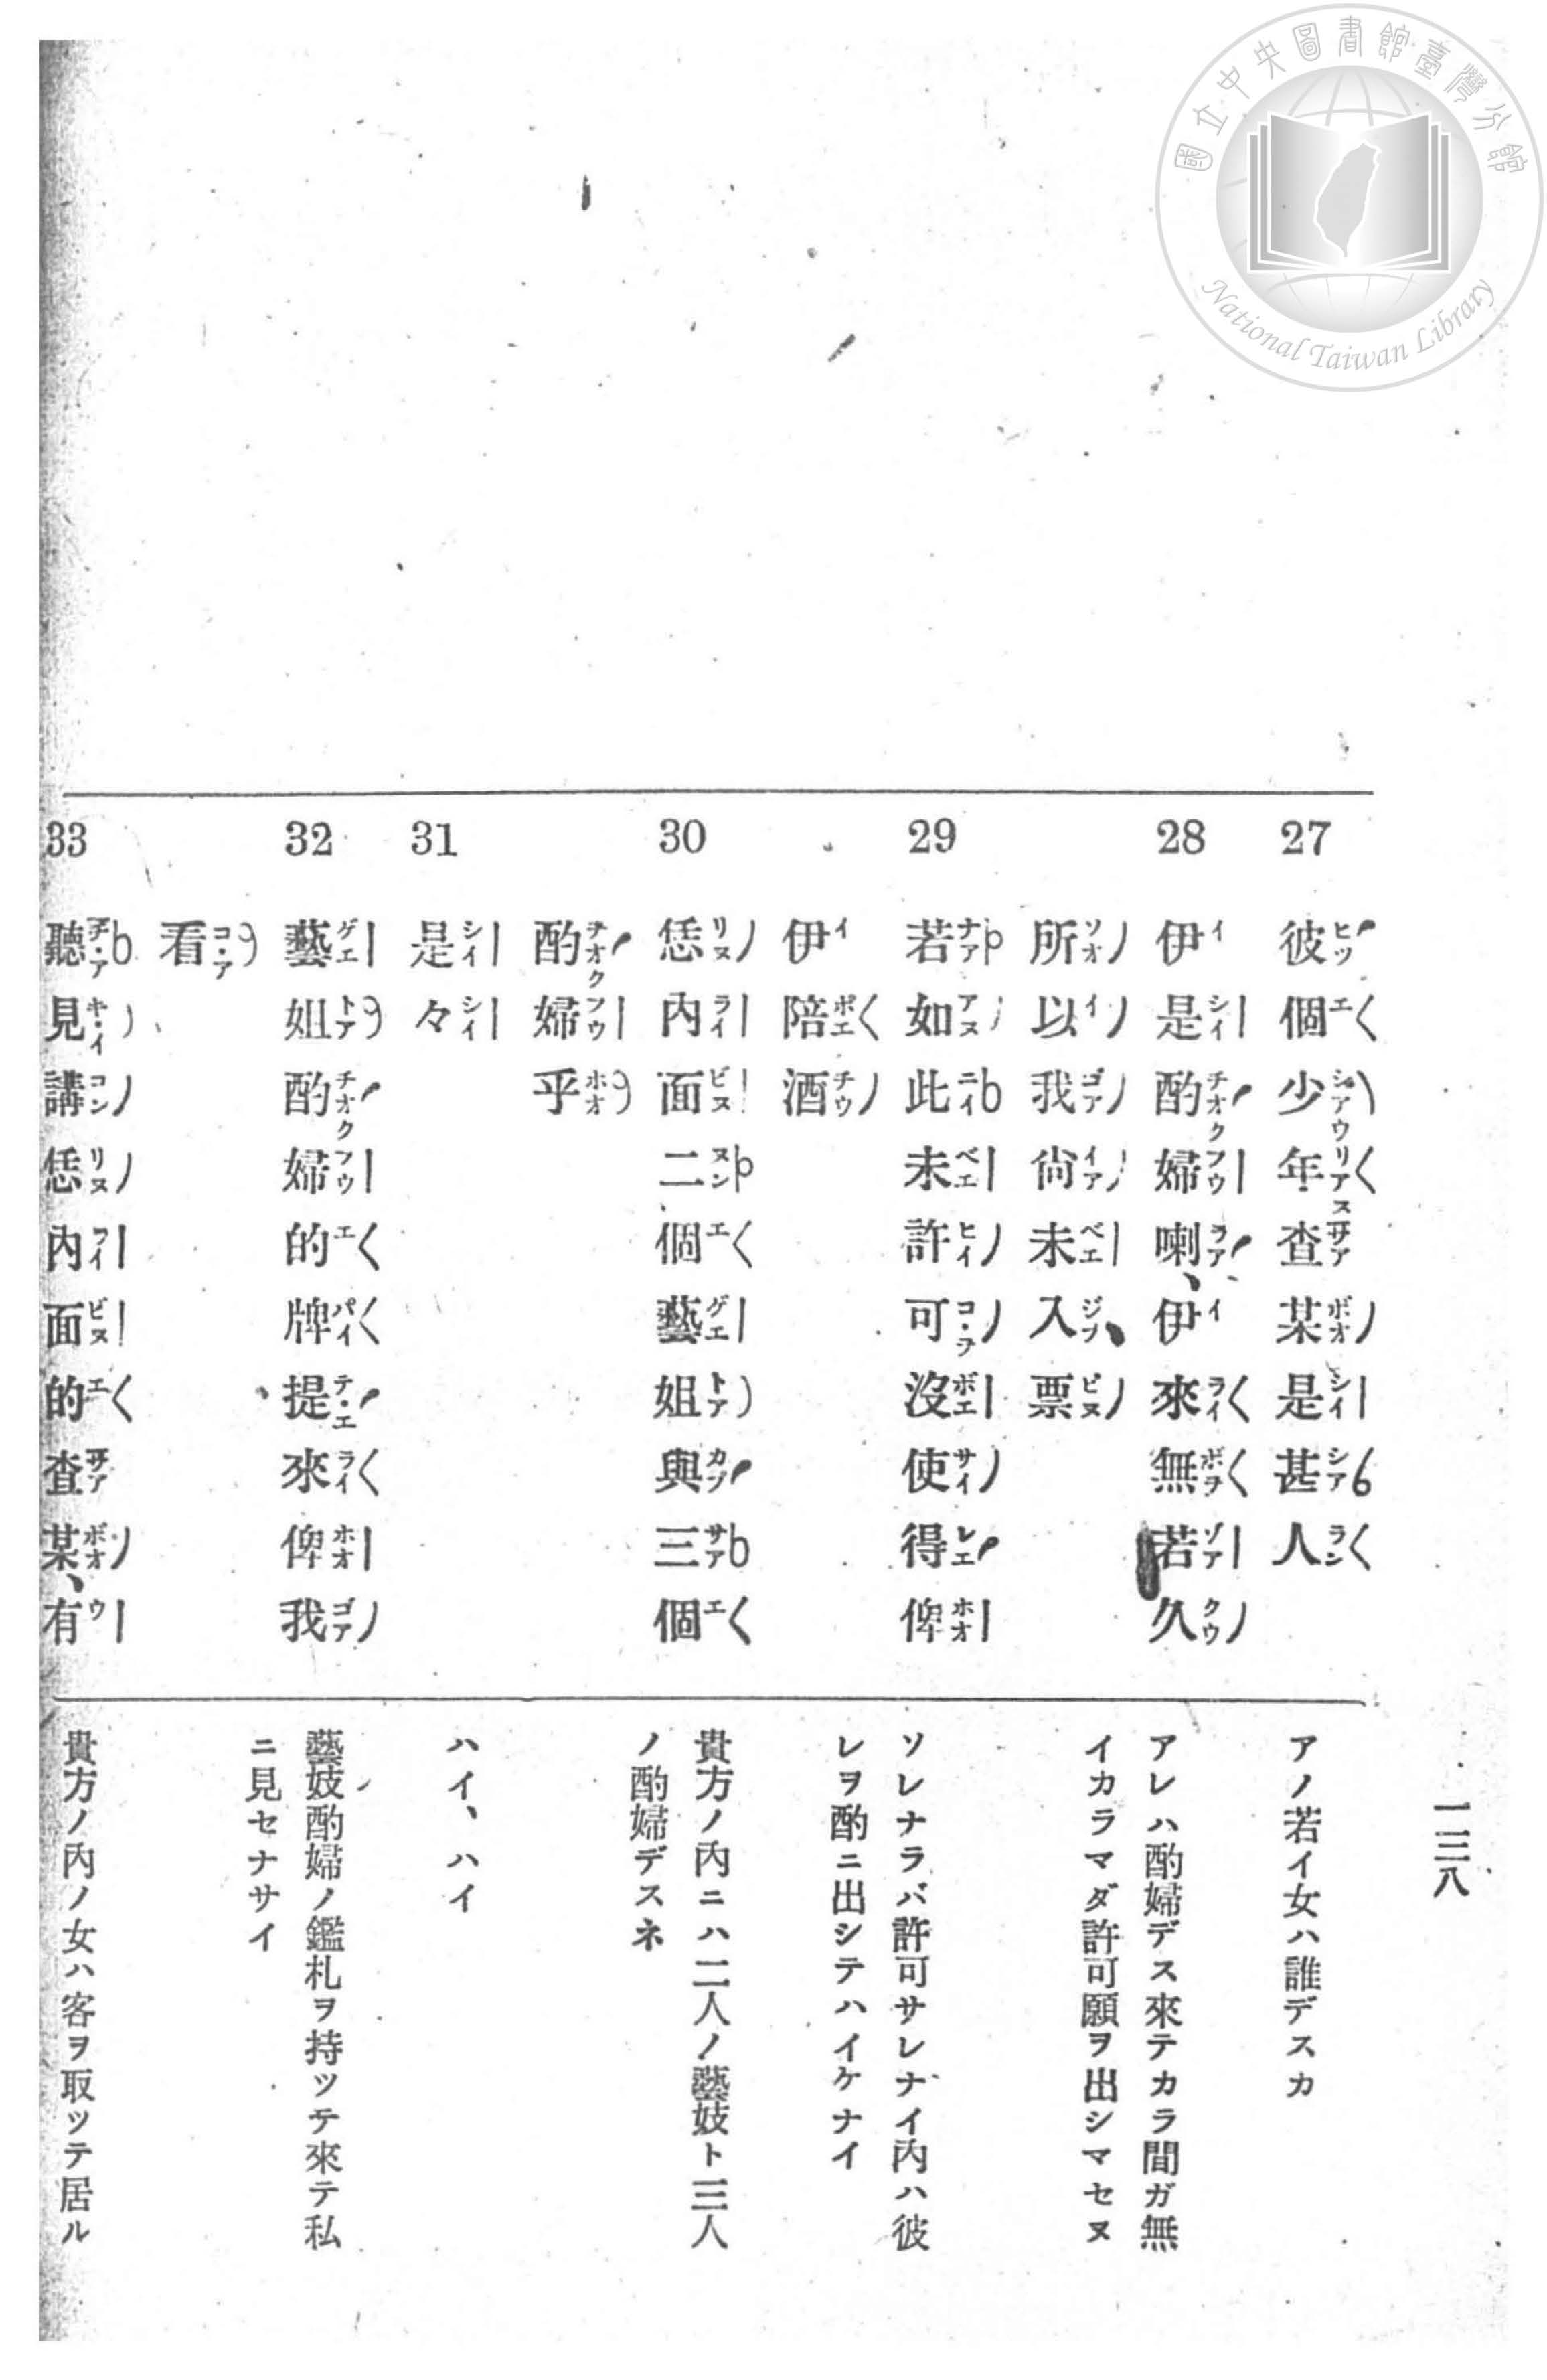 國立中央圖書館臺灣分館
National Taiwan Library
一三八
27 彼個少年查某是甚人
アノ若イ女ハ誰デスカ
28 伊是酌婦喇、伊來無若久
所以我尙未入票
アレハ酌婦デス來テカラ間ガ無
イカラマダ許可願ヲ出シマセヌ
29 若如此未許可沒使得俾
伊陪酒
ソレナラバ許可サレナイ內ハ彼
レヲ酌ニ出シテハイケナイ
30 恁內面二個藝姐與三個
酌婦乎
貴方ノ內ニハ二人ノ藝妓ト三人
ノ酌婦デスネ
31 是々
ハイ、ハイ
32 藝姐酌婦的牌提來俾我
看
藝妓酌婦ノ鑑札ヲ持ツテ來テ私
ニ見セナサイ
33 聽見講恁內面的查某、有
貴方ノ內ノ女ハ客ヲ取ツテ居ル